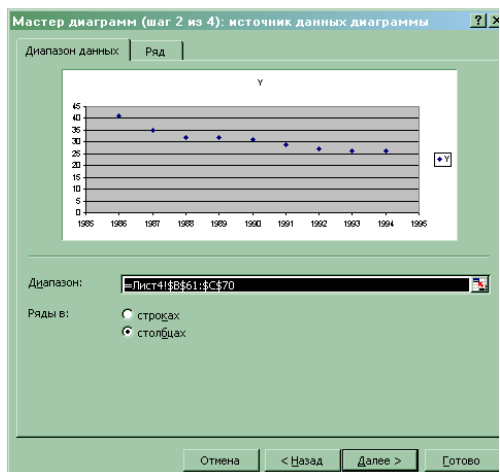 Мастер диаграмм (шаг 2 из 4): источник данных диаграммы
Диапазон данных
Ряд
Y
45
40
35
30
25
20
15
10
5
0
1985 1986 1987 1988 1989 1990 1991 1992 1993 1994 1995
Y
Диапазон: =Лист4!$B$61:$C$70
Ряды в: строках
столбцах
Отмена < Назад Далее > Готово